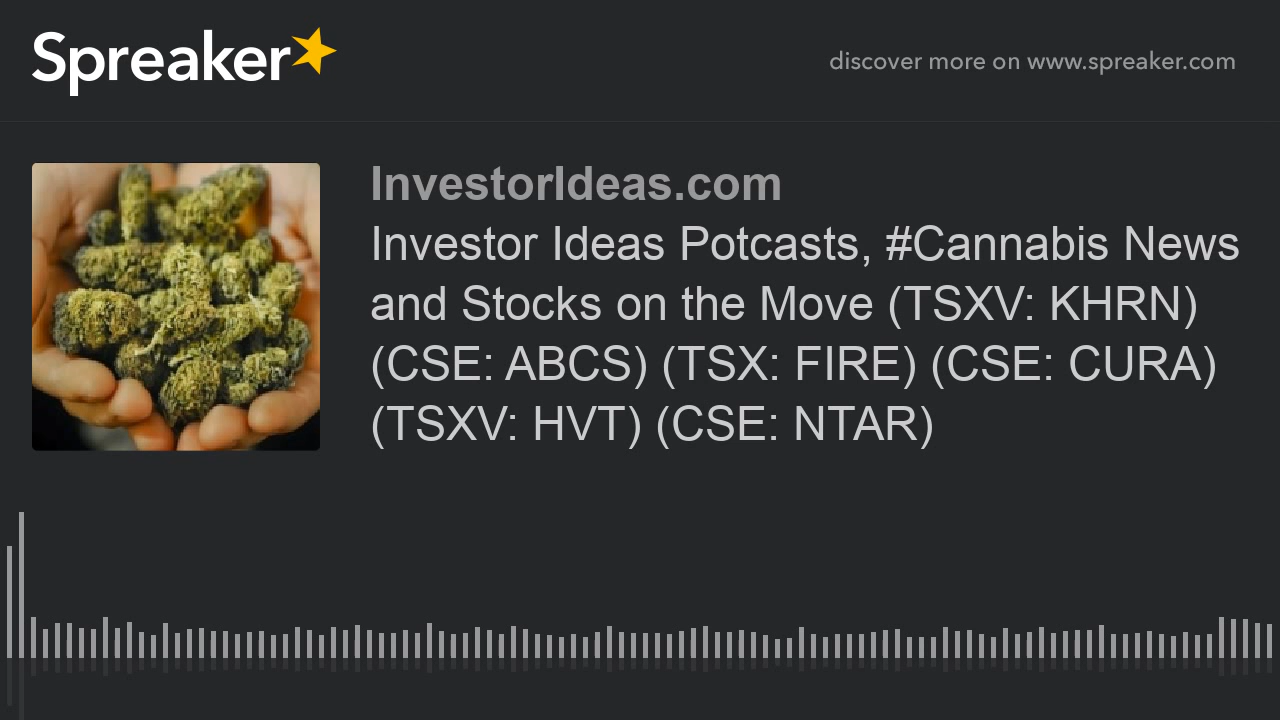 Spreaker
discover more on www.spreaker.com
InvestorIdeas.com
Investor Ideas Potcasts, #Cannabis News
and Stocks on the Move (TSXV: KHRN)
(CSE: ABCS) (TSX: FIRE) (CSE: CURA)
(TSXV: HVT) (CSE: NTAR)